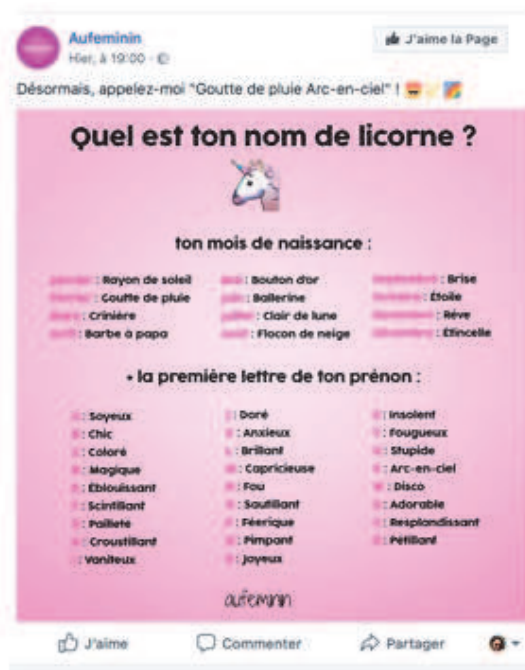 Aufeminin
J'aime la Page
Hier, à 19:00
Désormais, appelez-moi "Goutte de pluie Arc-en-ciel" !
Quel est ton nom de licorne ?
ton mois de naissance :
: Rayon de soleil
: Goutte de pluie
: Crinière
: Barbe à papa
: Bouton d'or
: Ballerine
: Clair de lune
: Flocon de neige
: Brise
: Étoile
: Rêve
: Étincelle
+ la première lettre de ton prénom :
: Soyeux
: Chic
: Coloré
: Magique
: Éblouissant
: Scintillant
: Pailleté
: Croustillant
: Vaniteux
: Doré
: Anxieux
: Brillant
: Capricieuse
: Fou
: Sautillant
: Féerique
: Pimpant
: Joyeux
: Insolent
: Fougueux
: Stupide
: Arc-en-ciel
: Disco
: Adorable
: Resplandissant
: Pétillant
aufeminin
J'aime
Commenter
Partager